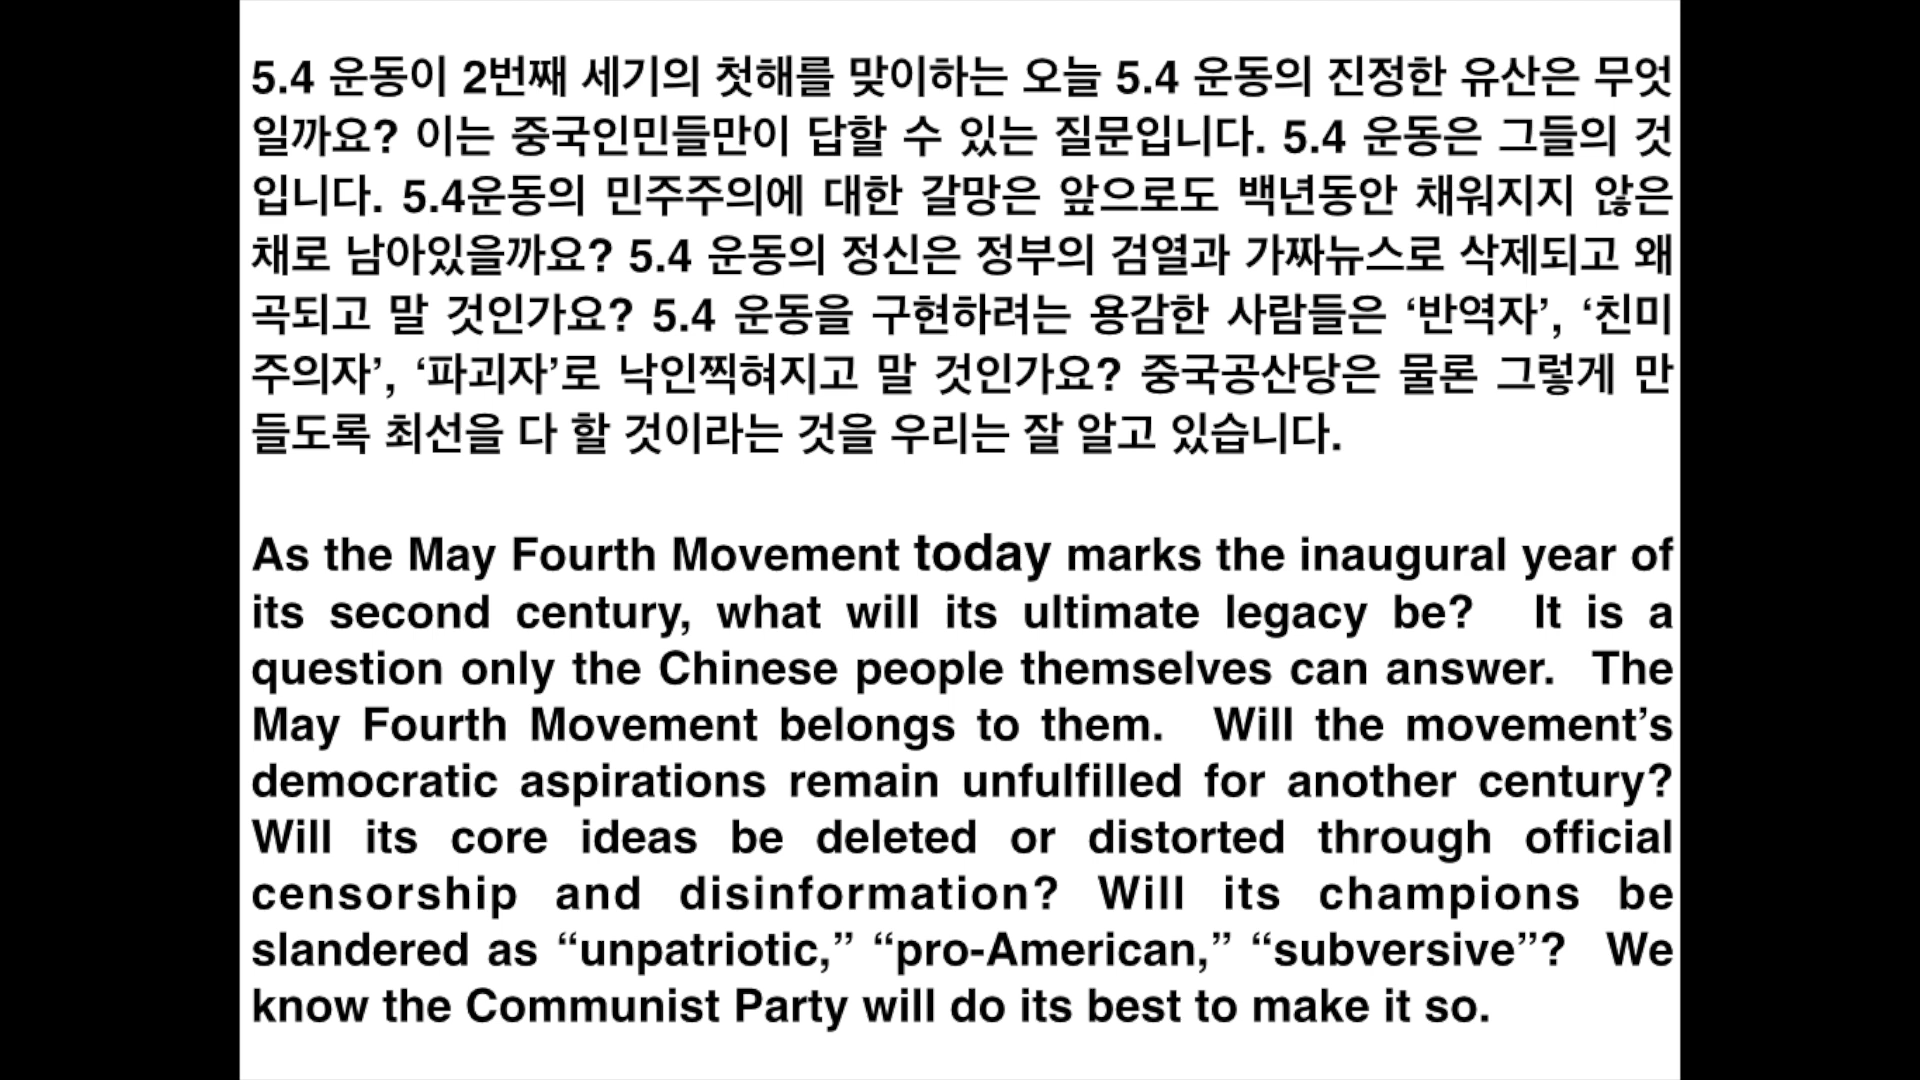 5.4 운동이 2번째 세기의 첫해를 맞이하는 오늘 5.4 운동의 진정한 유산은 무엇
일까요? 이는 중국인민들만이 답할 수 있는 질문입니다. 5.4 운동은 그들의 것
입니다. 5.4운동의 민주주의에 대한 갈망은 앞으로도 백년동안 채워지지 않은
채로 남아있을까요? 5.4 운동의 정신은 정부의 검열과 가짜뉴스로 삭제되고 왜
곡되고 말 것인가요? 5.4 운동을 구현하려는 용감한 사람들은 ‘반역자’, ‘친미
주의자’, ‘파괴자’로 낙인찍혀지고 말 것인가요? 중국공산당은 물론 그렇게 만
들도록 최선을 다 할 것이라는 것을 우리는 잘 알고 있습니다.
As the May Fourth Movement today marks the inaugural year of
its second century, what will its ultimate legacy be? It is a
question only the Chinese people themselves can answer. The
May Fourth Movement belongs to them. Will the movement’s
democratic aspirations remain unfulfilled for another century?
Will its core ideas be deleted or distorted through official
censorship and disinformation? Will its champions be
slandered as “unpatriotic,” “pro-American,” “subversive”? We
know the Communist Party will do its best to make it so.